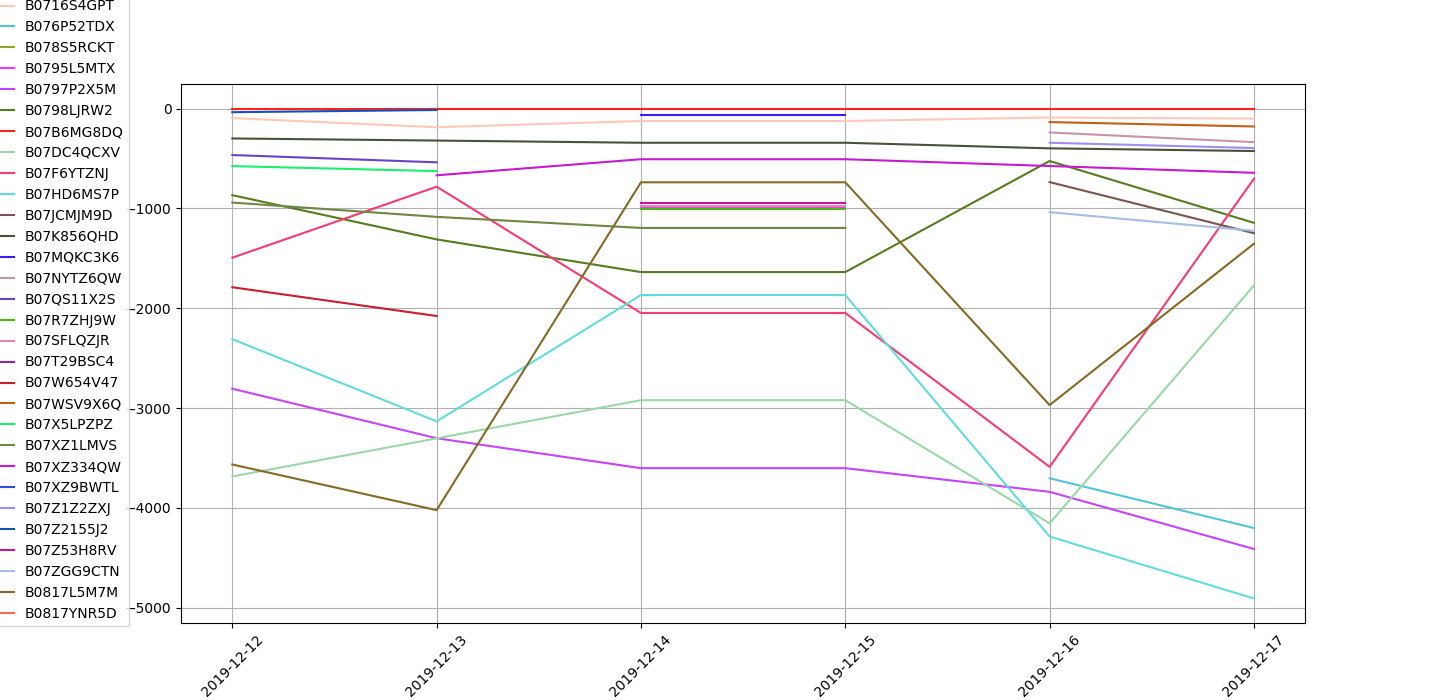 B0716S4GPT
B076P52TDX
B078S5RCKT
B0795L5MTX
B0797P2X5M
B0798LJRW2
B07B6MG8DQ
B07DC4QCXV
B07F6YTZNJ
B07HD6MS7P
B07JCMJM9D
B07K856QHD
B07MQKC3K6
B07NYTZ6QW
B07QS11X2S
B07R7ZHJ9W
B07SFLQZJR
B07T29BSC4
B07W654V47
B07WSV9X6Q
B07X5LPZPZ
B07XZ1LMVS
B07XZ334QW
B07XZ9BWTL
B07Z1Z2ZXJ
B07Z2155J2
B07Z53H8RV
B07ZGG9CTN
B0817L5M7M
B0817YNR5D
0
−1000
−2000
−3000
−4000
−5000
2019-12-12
2019-12-13
2019-12-14
2019-12-15
2019-12-16
2019-12-17